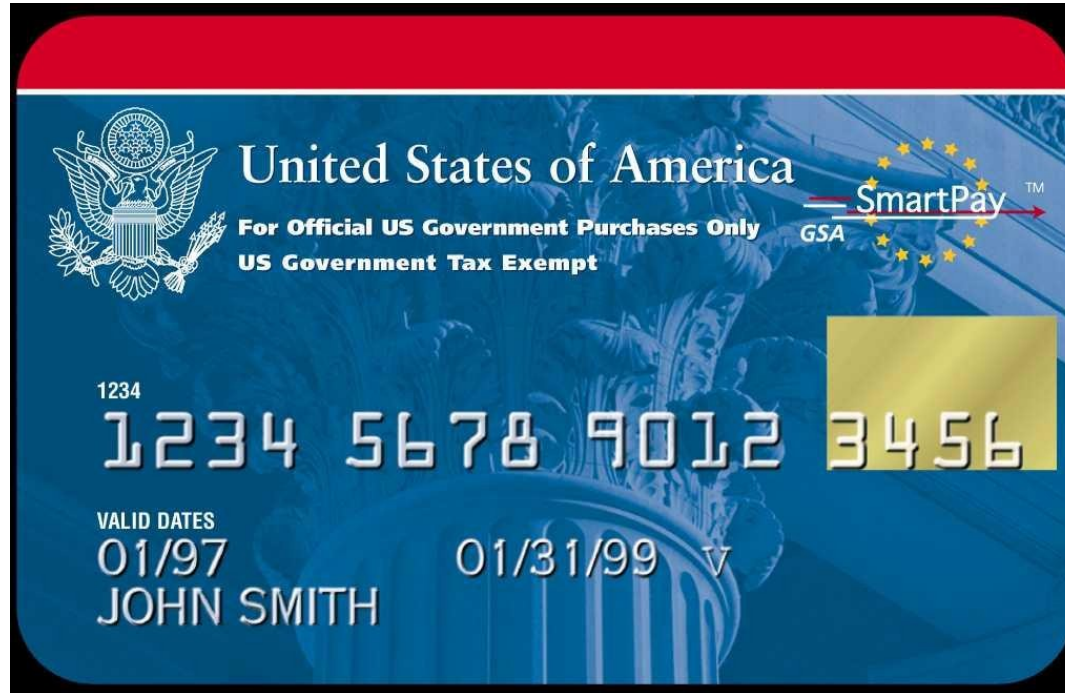 United States of America
For Official US Government Purchases Only
US Government Tax Exempt
SmartPay TM
GSA
1234
1234 5678 9012 3456
VALID DATES
01/97 01/31/99 V
JOHN SMITH